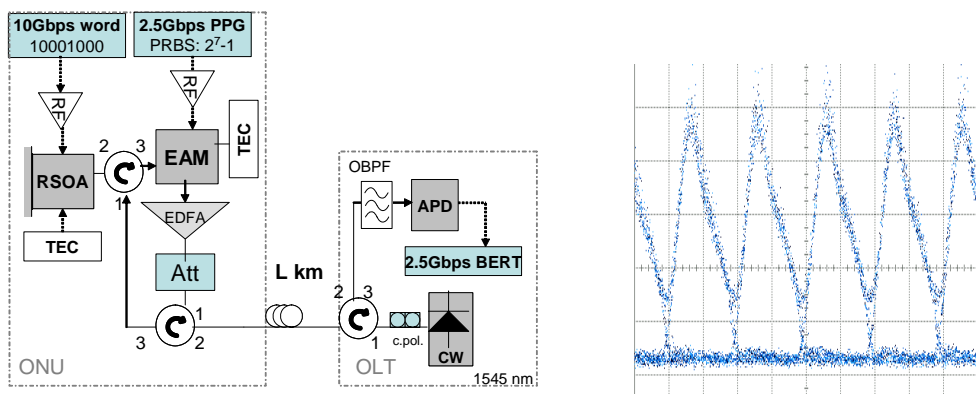 10Gbps word
10001000
2.5Gbps PPG
PRBS: 2⁷-1
RF
RF
TEC
2
3
1
RSOA
EAM
TEC
EDFA
Att
1
2
3
ONU
L km
OBPF
APD
2.5Gbps BERT
2
3
1
c.pol.
CW
OLT
1545 nm